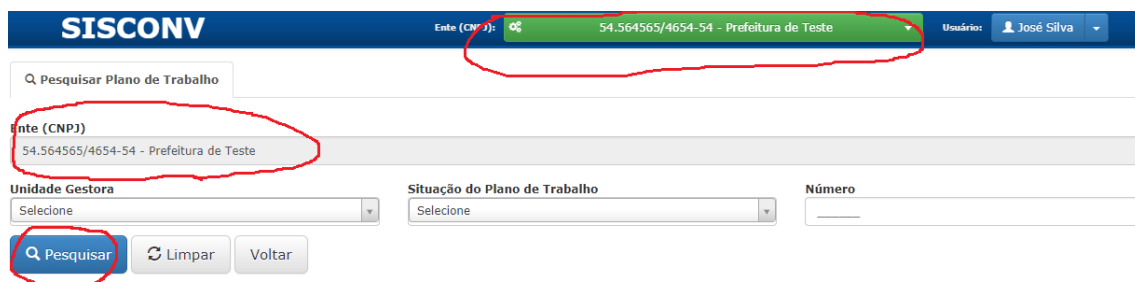 SISCONV Ente (CNPJ): 54.564565/4654-54 - Prefeitura de Teste Usuário: José Silva
Pesquisar Plano de Trabalho
Ente (CNPJ)
54.564565/4654-54 - Prefeitura de Teste
Unidade Gestora Situação do Plano de Trabalho Número
Selecione Selecione ______
Pesquisar Limpar Voltar